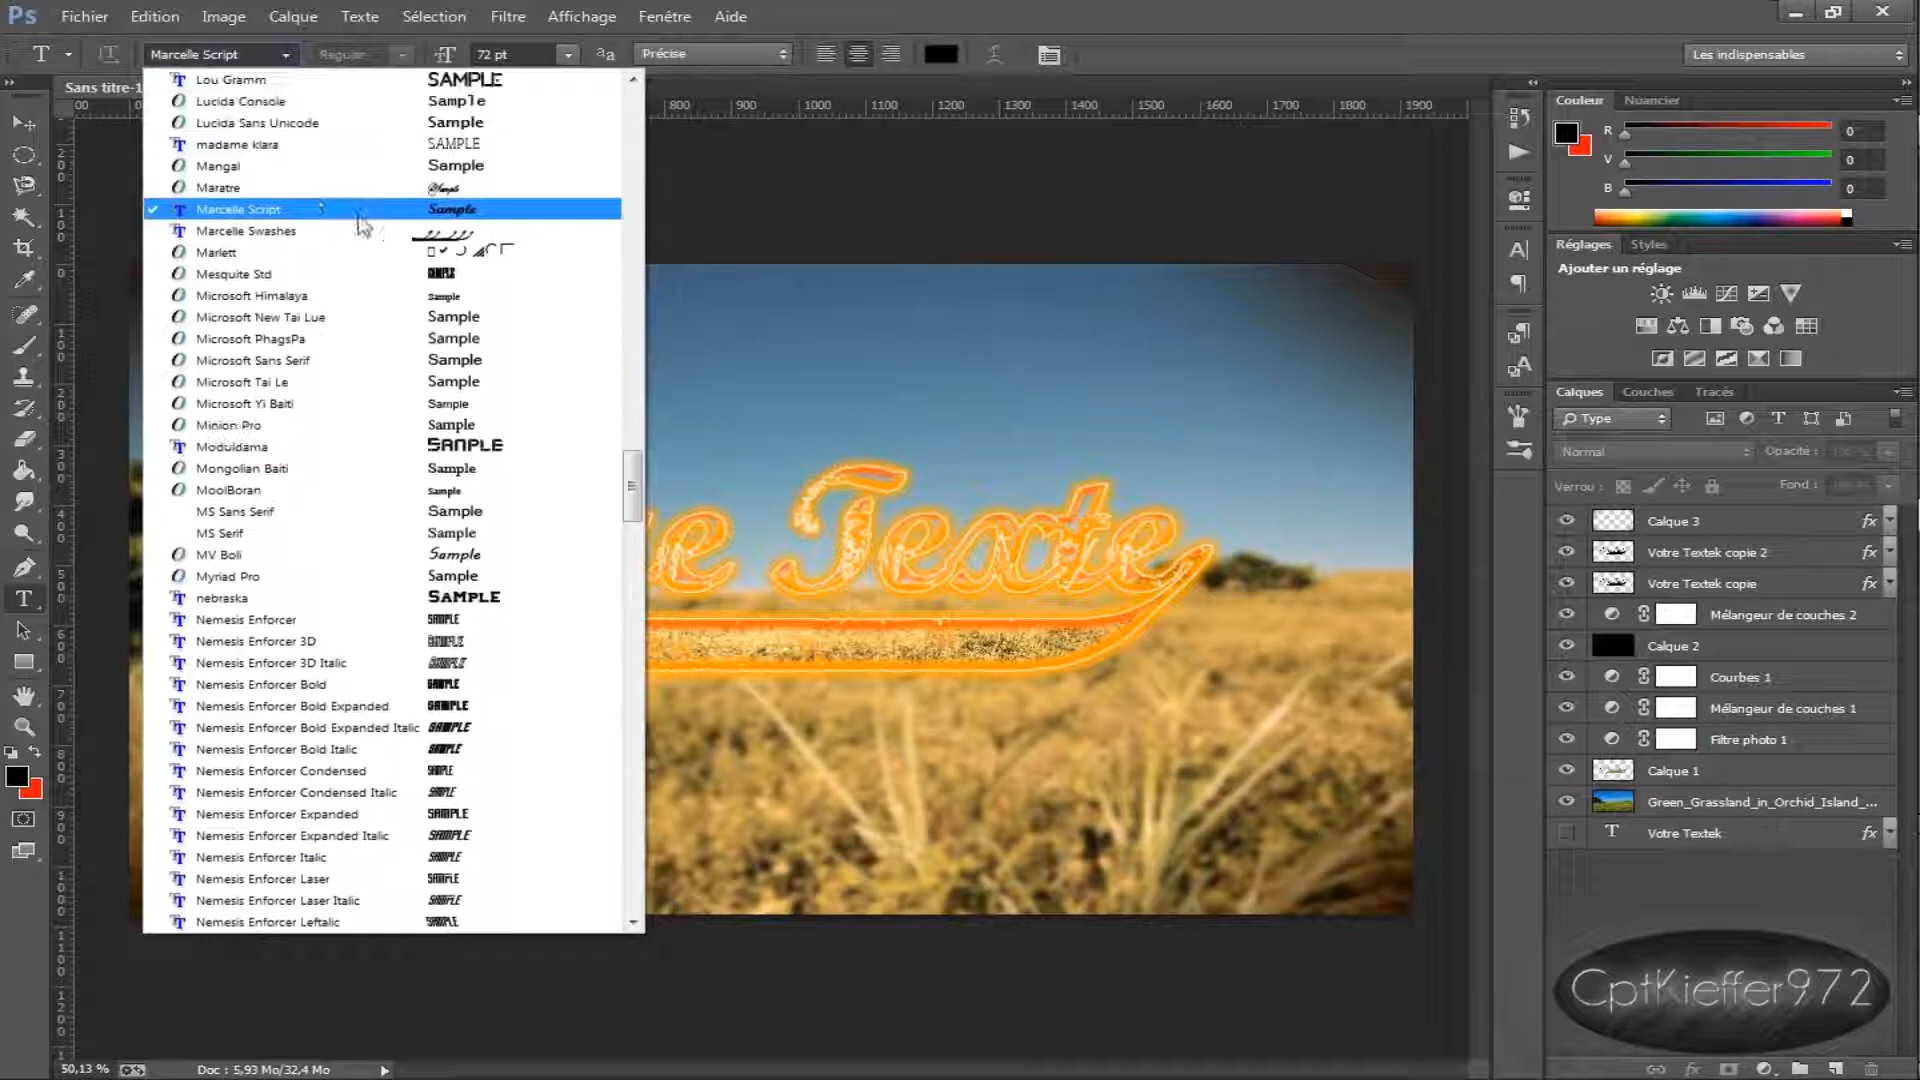 Ps Fichier Edition Image Calque Texte Sélection Filtre Affichage Fenêtre Aide
T Marcelle Script Regular 72 pt aa Précise Les indispensables
Sans titre-1
800 900 1000 1100 1200 1300 1400 1500 1600 1700 1800 1900
Lou Gramm SAMPLE
Lucida Console Sample
Lucida Sans Unicode Sample
madame klara SAMPLE
Mangal Sample
Maratre Sample
Marcelle Script Sample
Marcelle Swashes
Marlett
Mesquite Std SAMPLE
Microsoft Himalaya Sample
Microsoft New Tai Lue Sample
Microsoft PhagsPa Sample
Microsoft Sans Serif Sample
Microsoft Tai Le Sample
Microsoft Yi Baiti Sample
Minion Pro Sample
Moduldama SAMPLE
Mongolian Baiti Sample
MoolBoran Sample
MS Sans Serif Sample
MS Serif Sample
MV Boli Sample
Myriad Pro Sample
nebraska SAMPLE
Nemesis Enforcer SAMPLE
Nemesis Enforcer 3D SAMPLE
Nemesis Enforcer 3D Italic SAMPLE
Nemesis Enforcer Bold SAMPLE
Nemesis Enforcer Bold Expanded SAMPLE
Nemesis Enforcer Bold Expanded Italic SAMPLE
Nemesis Enforcer Bold Italic SAMPLE
Nemesis Enforcer Condensed SAMPLE
Nemesis Enforcer Condensed Italic SAMPLE
Nemesis Enforcer Expanded SAMPLE
Nemesis Enforcer Expanded Italic SAMPLE
Nemesis Enforcer Italic SAMPLE
Nemesis Enforcer Laser SAMPLE
Nemesis Enforcer Laser Italic SAMPLE
Nemesis Enforcer Leftalic SAMPLE
e Texte
Couleur Nuancier
R 0
V 0
B 0
Réglages Styles
Ajouter un réglage
Calques Couches Tracés
Type
Normal Opacité :
Verrou : Fond :
Calque 3 fx
Votre Textek copie 2 fx
Votre Textek copie fx
Mélangeur de couches 2
Calque 2
Courbes 1
Mélangeur de couches 1
Filtre photo 1
Calque 1
Green_Grassland_in_Orchid_Island_...
T Votre Textek fx
CptKieffer972
50,13 % Doc : 5,93 Mo/32,4 Mo